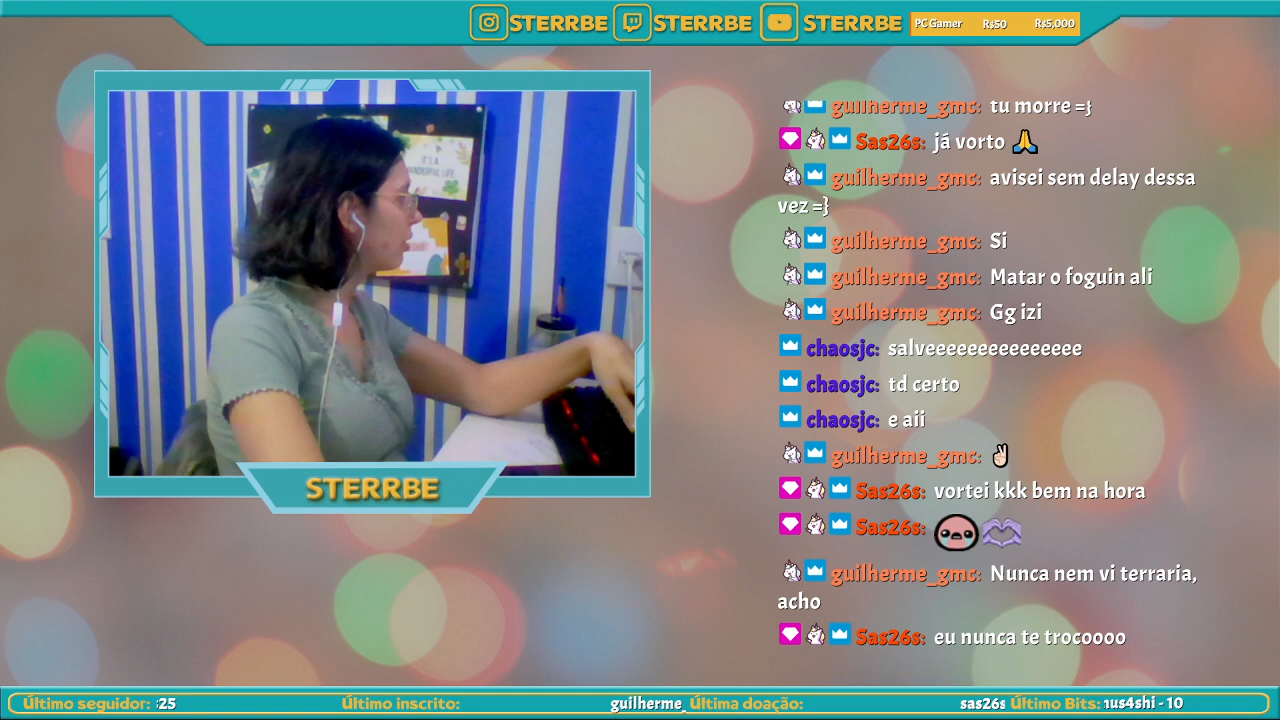 STERRBE STERRBE STERRBE PC Gamer R$50 R$5,000
IT'S A
WONDERFUL LIFE
STERRBE
guilherme_gmc: tu morre =}
Sas26s: já vorto 🙏
guilherme_gmc: avisei sem delay dessa
vez =}
guilherme_gmc: Si
guilherme_gmc: Matar o foguin ali
guilherme_gmc: Gg izi
chaosjc: salveeeeeeeeeeeeeee
chaosjc: td certo
chaosjc: e aii
guilherme_gmc: ✌🏻
Sas26s: vortei kkk bem na hora
Sas26s:
guilherme_gmc: Nunca nem vi terraria,
acho
Sas26s: eu nunca te trocoooo
Último seguidor: :25 Último inscrito: guilherme_ Última doação: sas26s Último Bits: nus4shi - 10